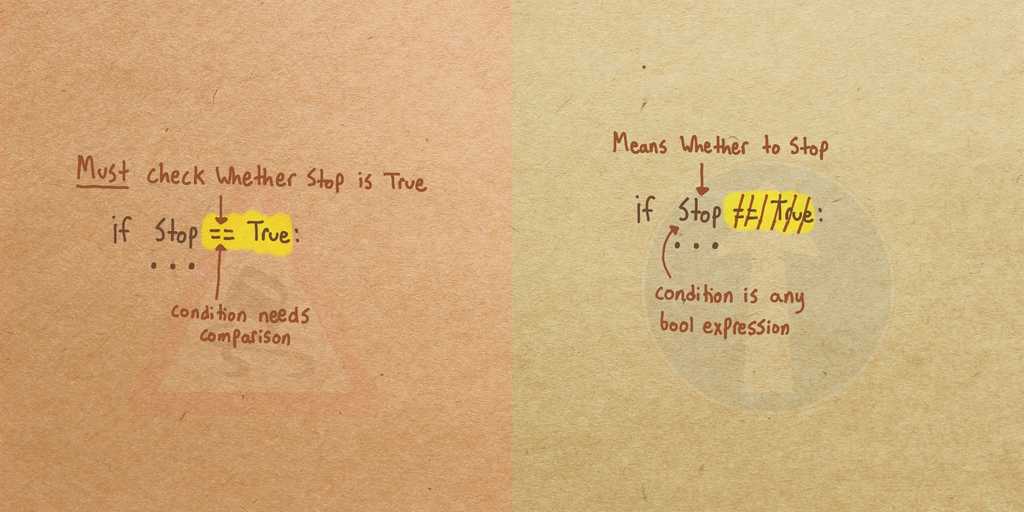 Must check Whether Stop is True
if Stop == True:
...
condition needs
comparison
Means Whether to Stop
if Stop == True:
...
condition is any
bool expression